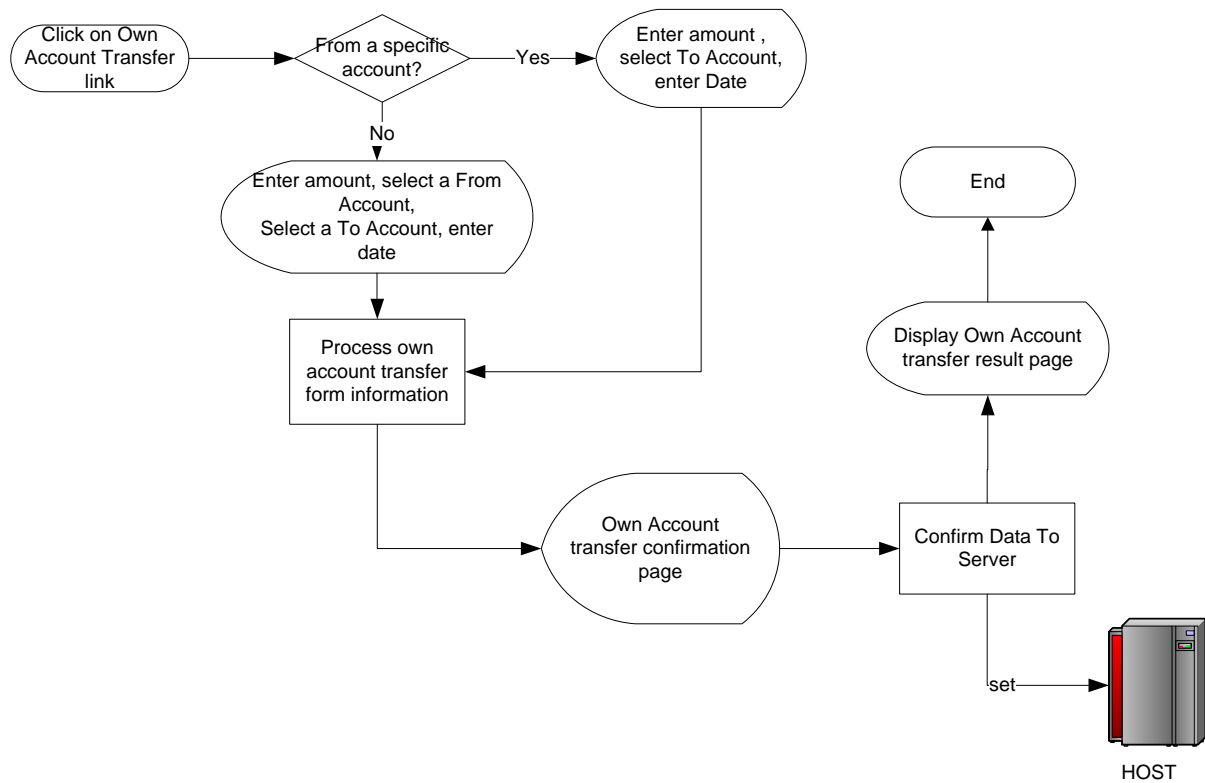 Click on Own
Account Transfer
link
From a specific
account?
Yes
Enter amount ,
select To Account,
enter Date
No
Enter amount, select a From
Account,
Select a To Account, enter
date
Process own
account transfer
form information
Own Account
transfer confirmation
page
Confirm Data To
Server
Display Own Account
transfer result page
End
set
HOST